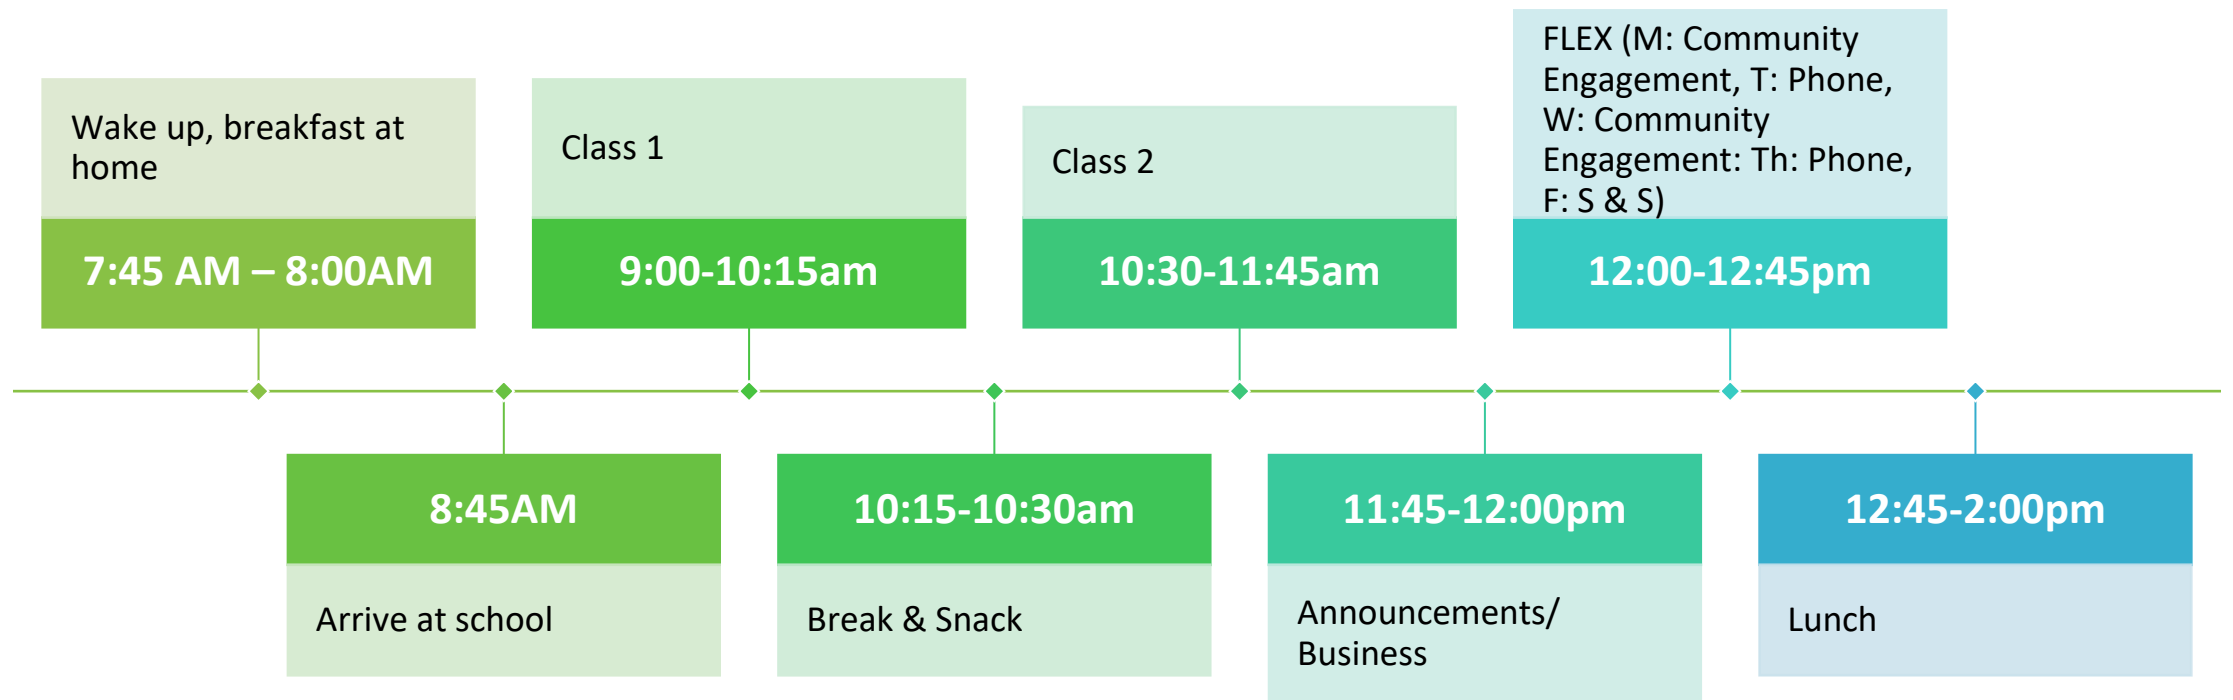 Wake up, breakfast at
home
7:45 AM – 8:00AM
8:45AM
Arrive at school
Class 1
9:00-10:15am
10:15-10:30am
Break & Snack
Class 2
10:30-11:45am
11:45-12:00pm
Announcements/
Business
FLEX (M: Community
Engagement, T: Phone,
W: Community
Engagement: Th: Phone,
F: S & S)
12:00-12:45pm
12:45-2:00pm
Lunch